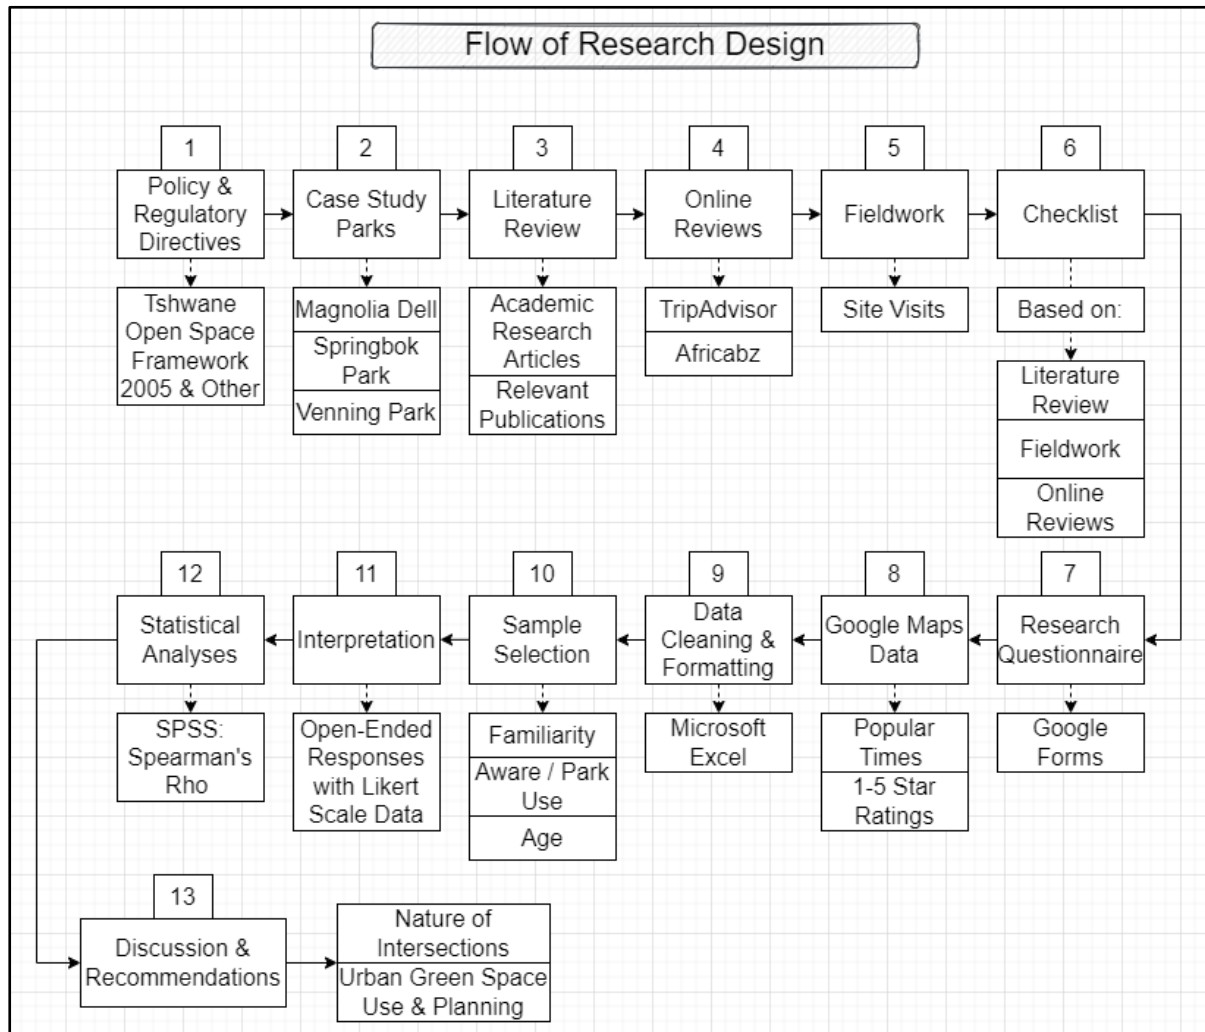 Flow of Research Design
1
Policy &
Regulatory
Directives
Tshwane
Open Space
Framework
2005 & Other
2
Case Study
Parks
Magnolia Dell
Springbok
Park
Venning Park
3
Literature
Review
Academic
Research
Articles
Relevant
Publications
4
Online
Reviews
TripAdvisor
Africabz
5
Fieldwork
Site Visits
6
Checklist
Based on:
Literature
Review
Fieldwork
Online
Reviews
7
Research
Questionnaire
Google
Forms
8
Google Maps
Data
Popular
Times
1-5 Star
Ratings
9
Data
Cleaning &
Formatting
Microsoft
Excel
10
Sample
Selection
Familiarity
Aware / Park
Use
Age
11
Interpretation
Open-Ended
Responses
with Likert
Scale Data
12
Statistical
Analyses
SPSS:
Spearman's
Rho
13
Discussion &
Recommendations
Nature of
Intersections
Urban Green Space
Use & Planning